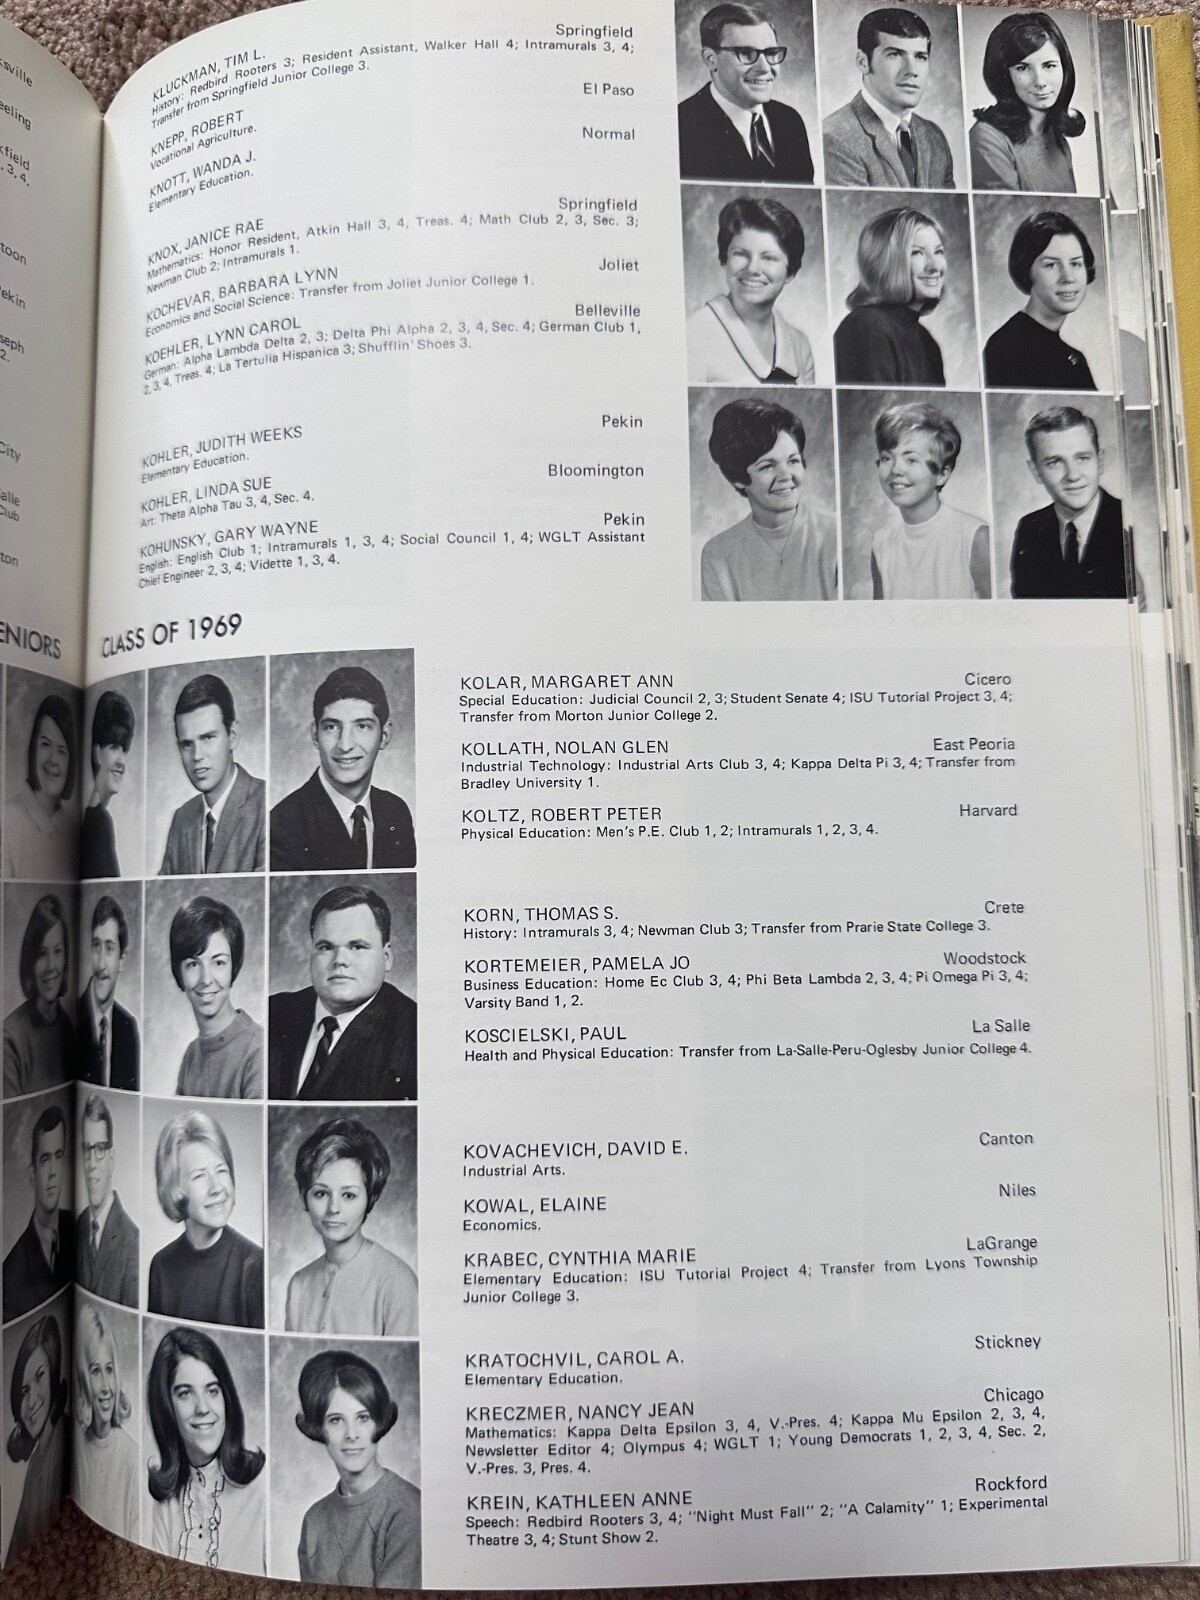 sville
eeling
kfield
. 3, 4.
toon
Pekin
seph
2.
City
alle
Club
ton
ENIORS
KLUCKMAN, TIM L. Springfield
History: Redbird Rooters 3; Resident Assistant, Walker Hall 4; Intramurals 3, 4;
Transfer from Springfield Junior College 3.
KNEPP, ROBERT El Paso
Vocational Agriculture.
KNOTT, WANDA J. Normal
Elementary Education.
KNOX, JANICE RAE Springfield
Mathematics: Honor Resident, Atkin Hall 3, 4, Treas. 4; Math Club 2, 3, Sec. 3;
Newman Club 2; Intramurals 1.
KOCHEVAR, BARBARA LYNN Joliet
Economics and Social Science: Transfer from Joliet Junior College 1.
KOEHLER, LYNN CAROL Belleville
German: Alpha Lambda Delta 2, 3; Delta Phi Alpha 2, 3, 4, Sec. 4; German Club 1,
2, 3, 4, Treas. 4; La Tertulia Hispanica 3; Shufflin' Shoes 3.
KOHLER, JUDITH WEEKS Pekin
Elementary Education.
KOHLER, LINDA SUE Bloomington
Art: Theta Alpha Tau 3, 4, Sec. 4.
KOHUNSKY, GARY WAYNE Pekin
English: English Club 1; Intramurals 1, 3, 4; Social Council 1, 4; WGLT Assistant
Chief Engineer 2, 3, 4; Vidette 1, 3, 4.
CLASS OF 1969
KOLAR, MARGARET ANN Cicero
Special Education: Judicial Council 2, 3; Student Senate 4; ISU Tutorial Project 3, 4;
Transfer from Morton Junior College 2.
KOLLATH, NOLAN GLEN East Peoria
Industrial Technology: Industrial Arts Club 3, 4; Kappa Delta Pi 3, 4; Transfer from
Bradley University 1.
KOLTZ, ROBERT PETER Harvard
Physical Education: Men's P.E. Club 1, 2; Intramurals 1, 2, 3, 4.
KORN, THOMAS S. Crete
History: Intramurals 3, 4; Newman Club 3; Transfer from Prarie State College 3.
KORTEMEIER, PAMELA JO Woodstock
Business Education: Home Ec Club 3, 4; Phi Beta Lambda 2, 3, 4; Pi Omega Pi 3, 4;
Varsity Band 1, 2.
KOSCIELSKI, PAUL La Salle
Health and Physical Education: Transfer from La-Salle-Peru-Oglesby Junior College 4.
KOVACHEVICH, DAVID E. Canton
Industrial Arts.
KOWAL, ELAINE Niles
Economics.
KRABEC, CYNTHIA MARIE LaGrange
Elementary Education: ISU Tutorial Project 4; Transfer from Lyons Township
Junior College 3.
KRATOCHVIL, CAROL A. Stickney
Elementary Education.
KRECZMER, NANCY JEAN Chicago
Mathematics: Kappa Delta Epsilon 3, 4, V.-Pres. 4; Kappa Mu Epsilon 2, 3, 4,
Newsletter Editor 4; Olympus 4; WGLT 1; Young Democrats 1, 2, 3, 4, Sec. 2,
V.-Pres. 3, Pres. 4.
KREIN, KATHLEEN ANNE Rockford
Speech: Redbird Rooters 3, 4; "Night Must Fall" 2; "A Calamity" 1; Experimental
Theatre 3, 4; Stunt Show 2.